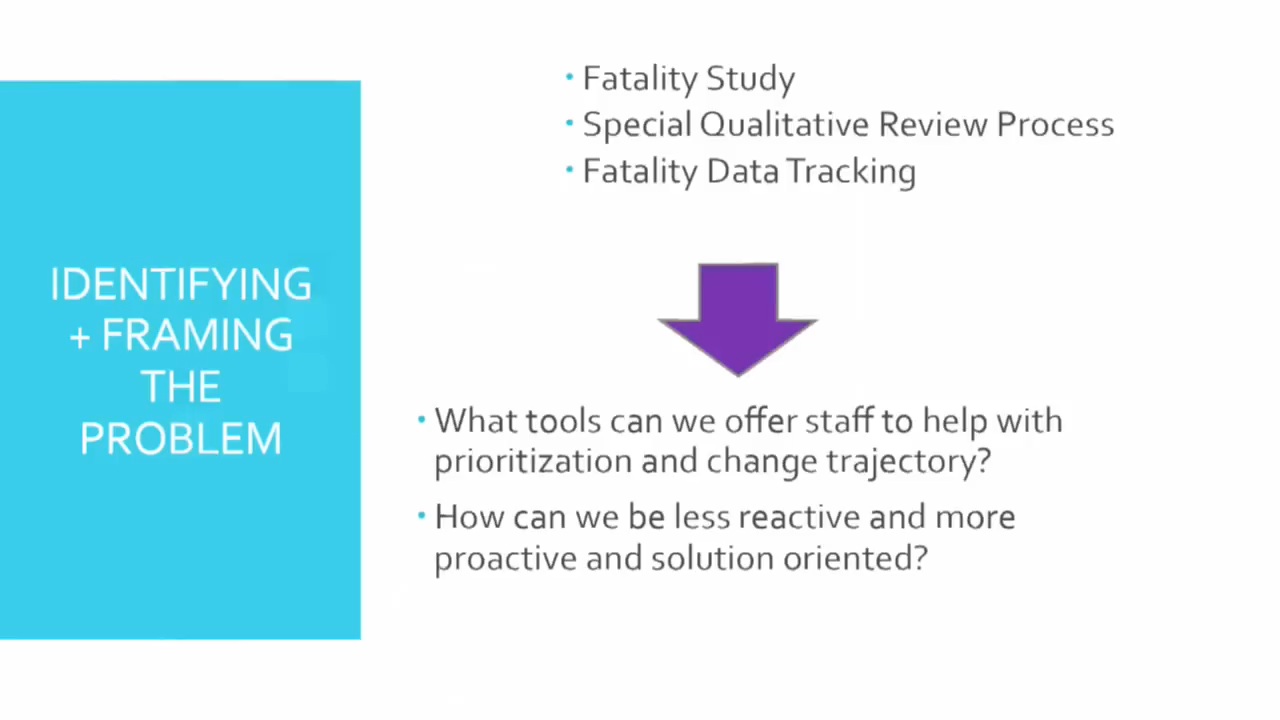 IDENTIFYING
+ FRAMING
THE
PROBLEM
• Fatality Study
• Special Qualitative Review Process
• Fatality Data Tracking
• What tools can we offer staff to help with
prioritization and change trajectory?
• How can we be less reactive and more
proactive and solution oriented?